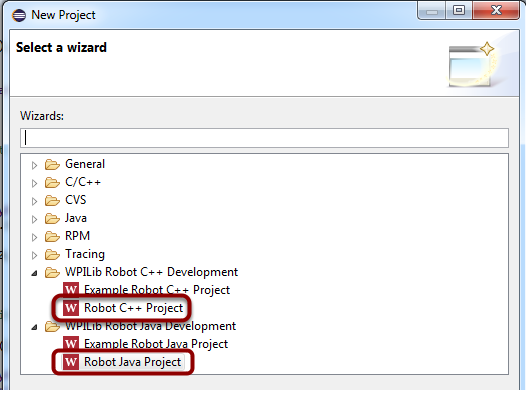 New Project
Select a wizard
Wizards:
General
C/C++
CVS
Java
RPM
Tracing
WPILib Robot C++ Development
W Example Robot C++ Project
W Robot C++ Project
WPILib Robot Java Development
W Example Robot Java Project
W Robot Java Project